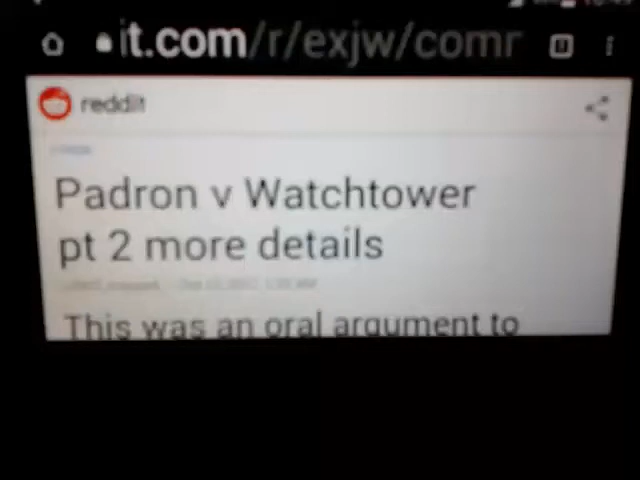 it.com/r/exjw/comr
reddit
Padron v Watchtower
pt 2 more details
This was an oral argument to